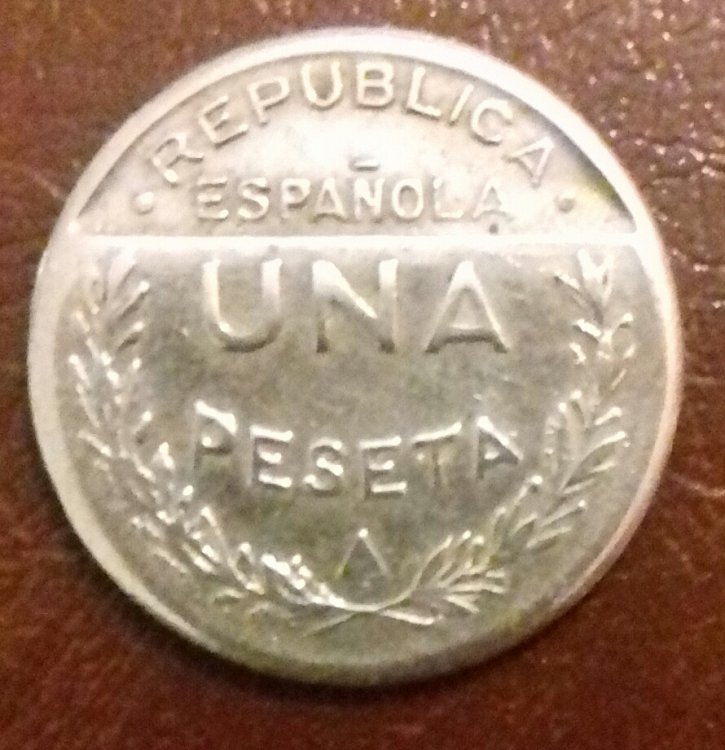 · REPUBLICA ·
ESPAÑOLA
UNA
PESETA